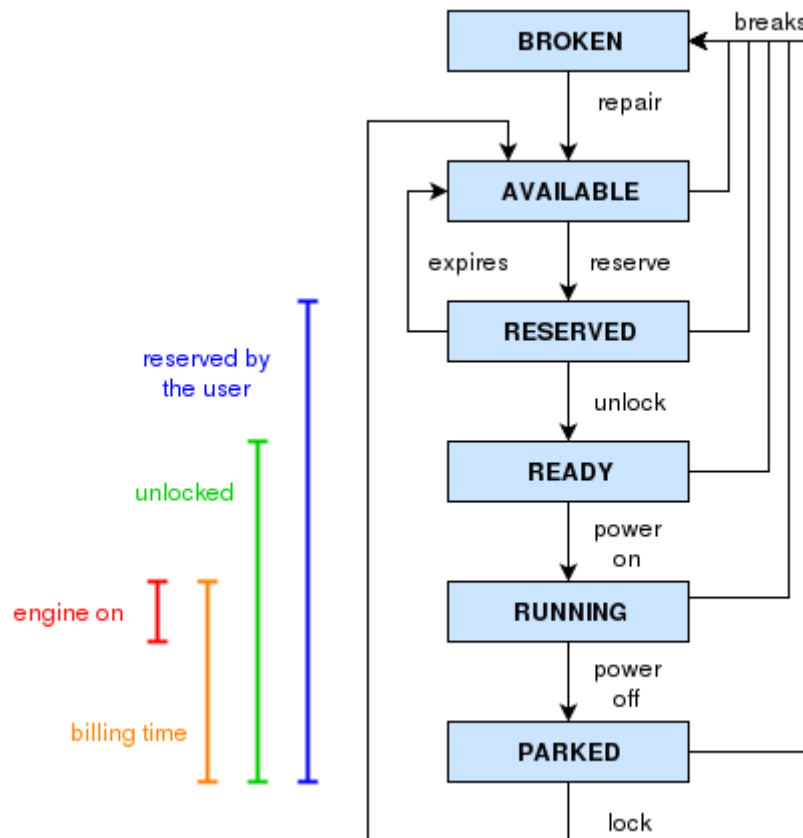 breaks
BROKEN
repair
AVAILABLE
expires
reserve
RESERVED
reserved by
the user
unlock
READY
unlocked
power
on
RUNNING
engine on
power
off
billing time
PARKED
lock